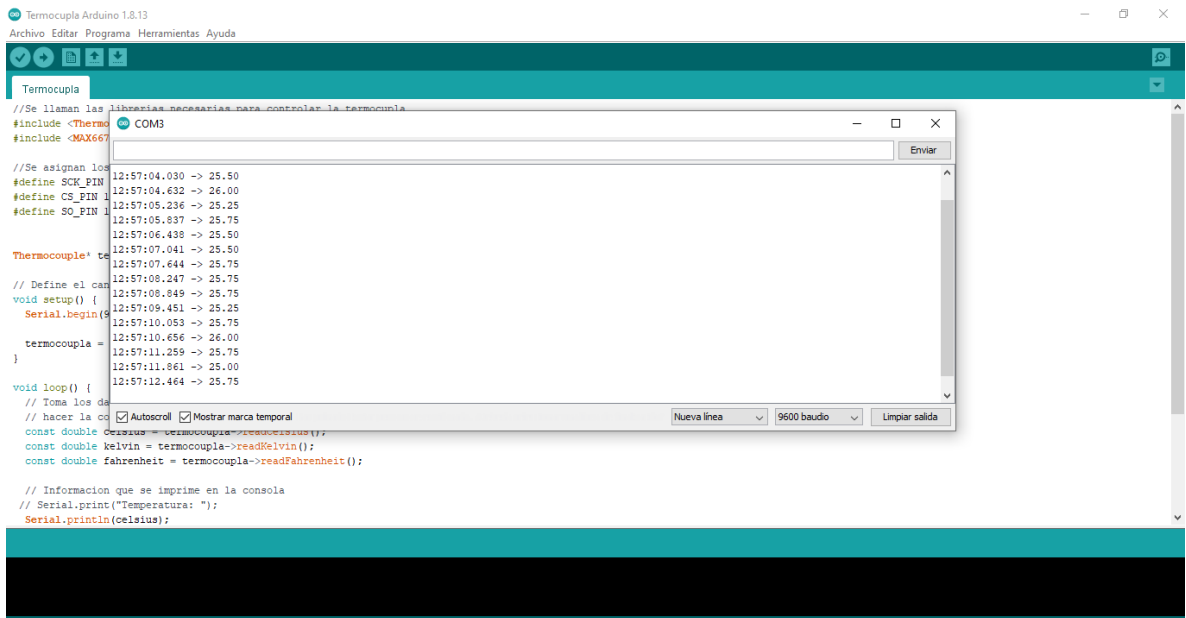 Termocupla Arduino 1.8.13
Archivo Editar Programa Herramientas Ayuda
Termocupla
//Se llaman las librerias necesarias para controlar la termocupla
#include <Thermo
#include <MAX667
//Se asignan los
#define SCK_PIN
#define CS_PIN 1
#define SO_PIN 1
Thermocouple* te
// Define el can
void setup() {
Serial.begin(9
termocoupla =
}
void loop() {
// Toma los da
// hacer la co
const double celsius = termocoupla->readCelsius();
const double kelvin = termocoupla->readKelvin();
const double fahrenheit = termocoupla->readFahrenheit();
// Informacion que se imprime en la consola
// Serial.print("Temperatura: ");
Serial.println(celsius);
COM3
Enviar
12:57:04.030 -> 25.50
12:57:04.632 -> 26.00
12:57:05.236 -> 25.25
12:57:05.837 -> 25.75
12:57:06.438 -> 25.50
12:57:07.041 -> 25.50
12:57:07.644 -> 25.75
12:57:08.247 -> 25.75
12:57:08.849 -> 25.75
12:57:09.451 -> 25.25
12:57:10.053 -> 25.75
12:57:10.656 -> 26.00
12:57:11.259 -> 25.75
12:57:11.861 -> 25.00
12:57:12.464 -> 25.75
Autoscroll Mostrar marca temporal Nueva línea 9600 baudio Limpiar salida